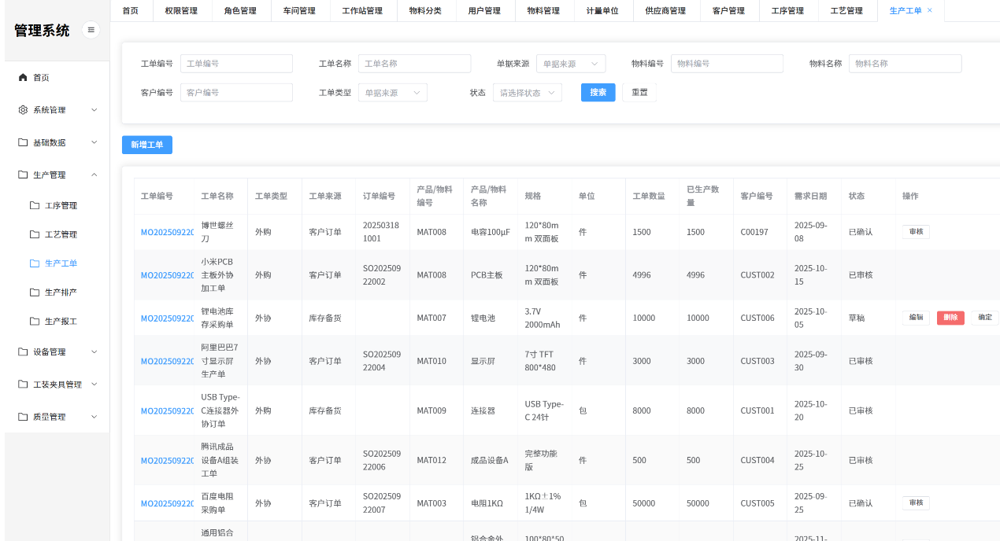 首页 权限管理 角色管理 车间管理 工作站管理 物料分类 用户管理 物料管理 计量单位 供应商管理 客户管理 工序管理 工艺管理 生产工单 ×
管理系统
首页
系统管理
基础数据
生产管理
工序管理
工艺管理
生产工单
生产排产
生产报工
设备管理
工装夹具管理
质量管理
工单编号 工单编号 工单名称 工单名称 单据来源 单据来源 物料编号 物料编号 物料名称 物料名称
客户编号 客户编号 工单类型 单据来源 状态 请选择状态 搜索 重置
新增工单
工单编号 工单名称 工单类型 工单来源 订单编号 产品/物料编号 产品/物料名称 规格 单位 工单数量 已生产数量 客户编号 需求日期 状态 操作
MO20250922 博世螺丝刀 外购 客户订单 202503181001 MAT008 电容100μF 120*80mm 双面板 件 1500 1500 C00197 2025-09-08 已确认 审核
MO20250922 小米PCB主板外协加工单 外购 客户订单 SO20250922002 MAT008 PCB主板 120*80mm 双面板 件 4996 4996 CUST002 2025-10-15 已审核
MO20250922 锂电池库存采购单 外协 库存备货 MAT007 锂电池 3.7V 2000mAh 件 10000 10000 CUST006 2025-10-05 草稿 编辑 删除 确定
MO20250922 阿里巴巴7寸显示屏生产单 外协 客户订单 SO20250922004 MAT010 显示屏 7寸 TFT 800*480 件 3000 3000 CUST003 2025-09-30 已审核
MO20250922 USB Type-C连接器外协订单 外购 库存备货 MAT009 连接器 USB Type-C 24针 包 8000 8000 CUST001 2025-10-20 已审核
MO20250922 腾讯成品设备A组装工单 外协 客户订单 SO20250922006 MAT012 成品设备A 完整功能版 件 500 500 CUST004 2025-10-25 已审核
MO20250922 百度电阻采购单 外协 客户订单 SO20250922007 MAT003 电阻1KΩ 1KΩ±1% 1/4W 包 50000 50000 CUST005 2025-09-25 已确认 审核
通用铝合 铝合金外 100*80*50 2025-11-